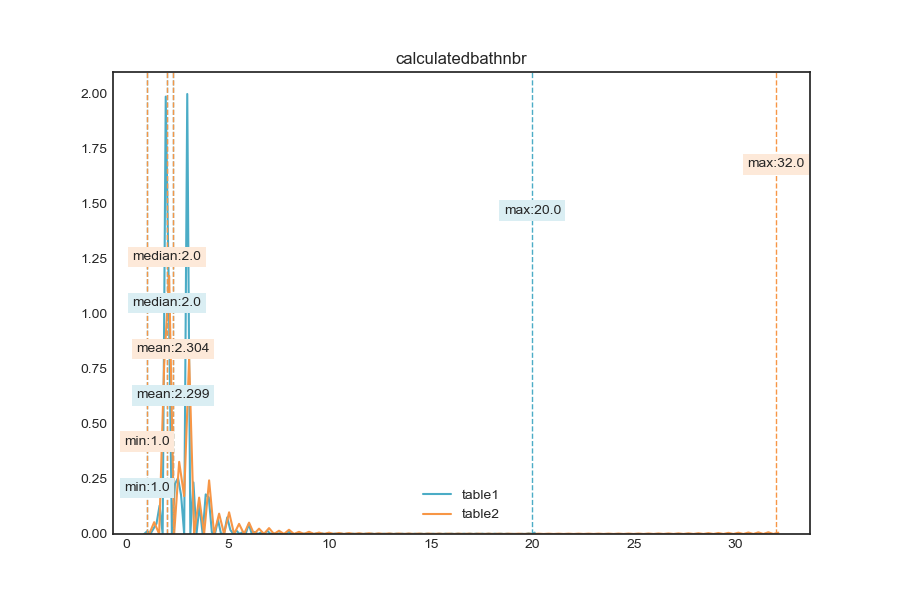 calculatedbathnbr
2.00
1.75
1.50
1.25
1.00
0.75
0.50
0.25
0.00
max:32.0
max:20.0
median:2.0
median:2.0
mean:2.304
mean:2.299
min:1.0
min:1.0
table1
table2
0 5 10 15 20 25 30